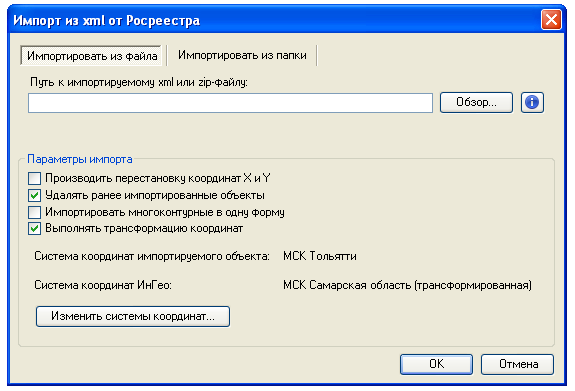 Импорт из xml от Росреестра
Импортировать из файла
Импортировать из папки
Путь к импортируемому xml или zip-файлу:
Обзор...
Параметры импорта
Производить перестановку координат X и Y
Удалять ранее импортированные объекты
Импортировать многоконтурные в одну форму
Выполнять трансформацию координат
Система координат импортируемого объекта: МСК Тольятти
Система координат ИнГео: МСК Самарская область (трансформированная)
Изменить системы координат...
OK Отмена